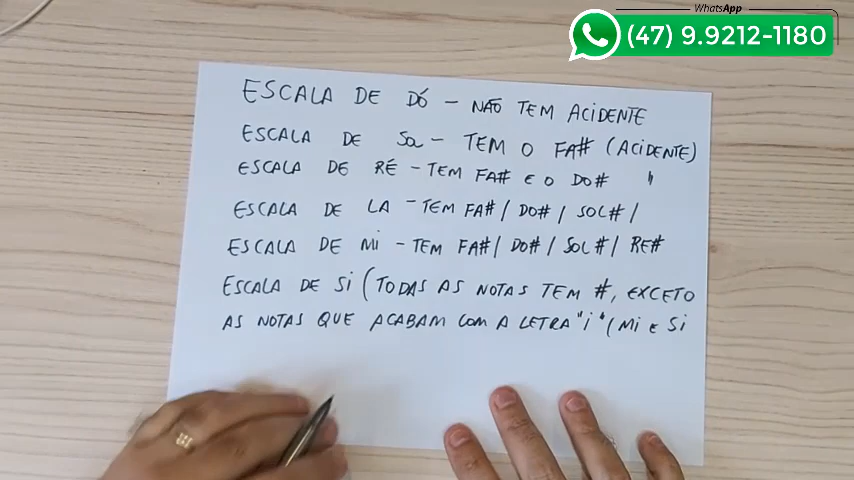 WhatsApp
(47) 9.9212-1180
ESCALA DE DÓ - NÃO TEM ACIDENTE
ESCALA DE SOL - TEM O FA# (ACIDENTE)
ESCALA DE RÉ - TEM FA# E O DO# "
ESCALA DE LA - TEM FA# / DO# / SOL# /
ESCALA DE Mi - TEM FA# / DO# / SOL# / RE#
ESCALA DE Si (TODAS AS NOTAS TEM #, EXCETO
AS NOTAS QUE ACABAM COM A LETRA "i" (Mi E Si